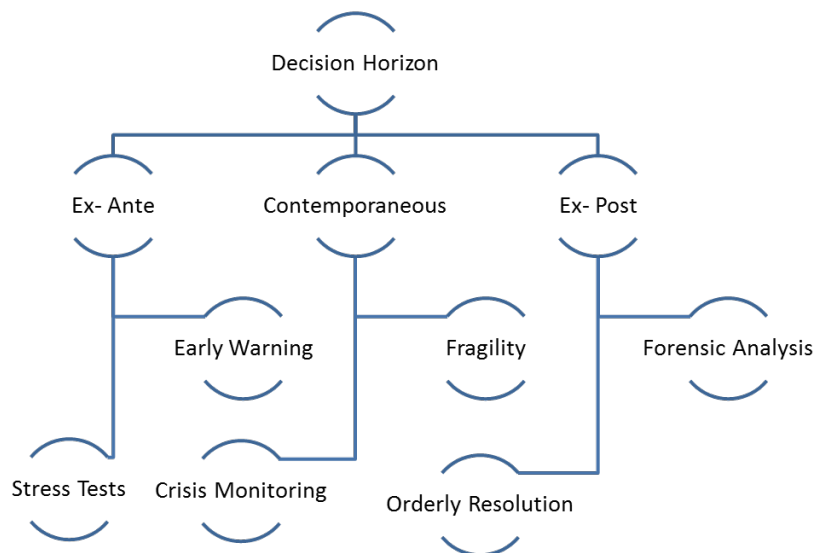 Decision Horizon
Ex- Ante
Contemporaneous
Ex- Post
Early Warning
Fragility
Forensic Analysis
Stress Tests
Crisis Monitoring
Orderly Resolution